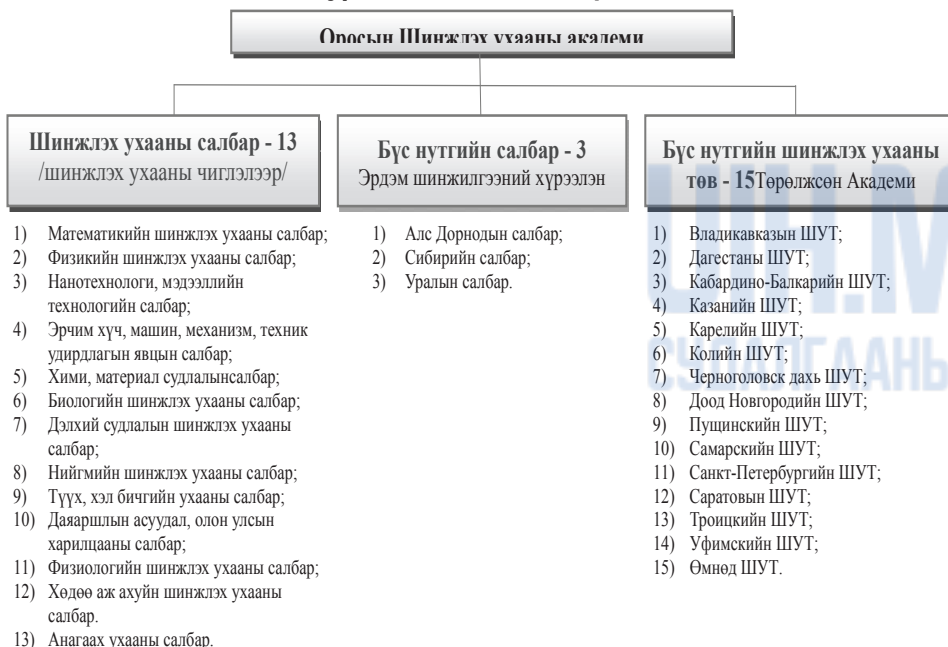 Оросын Шинжлэх ухааны академи
Шинжлэх ухааны салбар - 13
/шинжлэх ухааны чиглэлээр/
1) Математикийн шинжлэх ухааны салбар;
2) Физикийн шинжлэх ухааны салбар;
3) Нанотехнологи, мэдээллийн
технологийн салбар;
4) Эрчим хүч, машин, механизм, техник
удирдлагын явцын салбар;
5) Хими, материал судлалынсалбар;
6) Биологийн шинжлэх ухааны салбар;
7) Дэлхий судлалын шинжлэх ухааны
салбар;
8) Нийгмийн шинжлэх ухааны салбар;
9) Түүх, хэл бичгийн ухааны салбар;
10) Даяаршлын асуудал, олон улсын
харилцааны салбар;
11) Физиологийн шинжлэх ухааны салбар;
12) Хөдөө аж ахуйн шинжлэх ухааны
салбар.
13) Анагаах ухааны салбар.
Бүс нутгийн салбар - 3
Эрдэм шинжилгээний хүрээлэн
1) Алс Дорнодын салбар;
2) Сибирийн салбар;
3) Уралын салбар.
Бүс нутгийн шинжлэх ухааны
төв - 15Төрөлжсөн Академи
1) Владикавказын ШУТ;
2) Дагестаны ШУТ;
3) Кабардино-Балкарийн ШУТ;
4) Казанийн ШУТ;
5) Карелийн ШУТ;
6) Колийн ШУТ;
7) Черноголовск дахь ШУТ;
8) Доод Новгородийн ШУТ;
9) Пущинскийн ШУТ;
10) Самарскийн ШУТ;
11) Санкт-Петербургийн ШУТ;
12) Саратовын ШУТ;
13) Троицкийн ШУТ;
14) Уфимскийн ШУТ;
15) Өмнөд ШУТ.